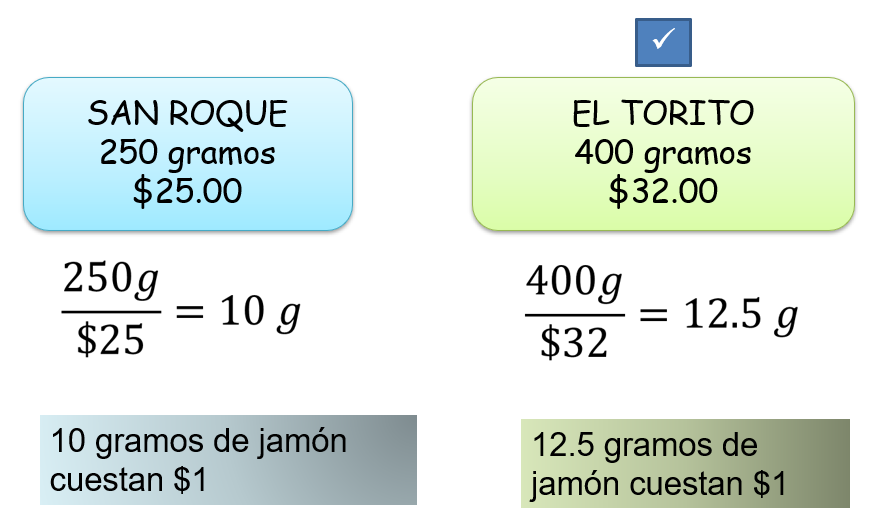 SAN ROQUE
250 gramos
$25.00
250g
$25
= 10 g
10 gramos de jamón
cuestan $1
✓
EL TORITO
400 gramos
$32.00
400g
$32
= 12.5 g
12.5 gramos de
jamón cuestan $1